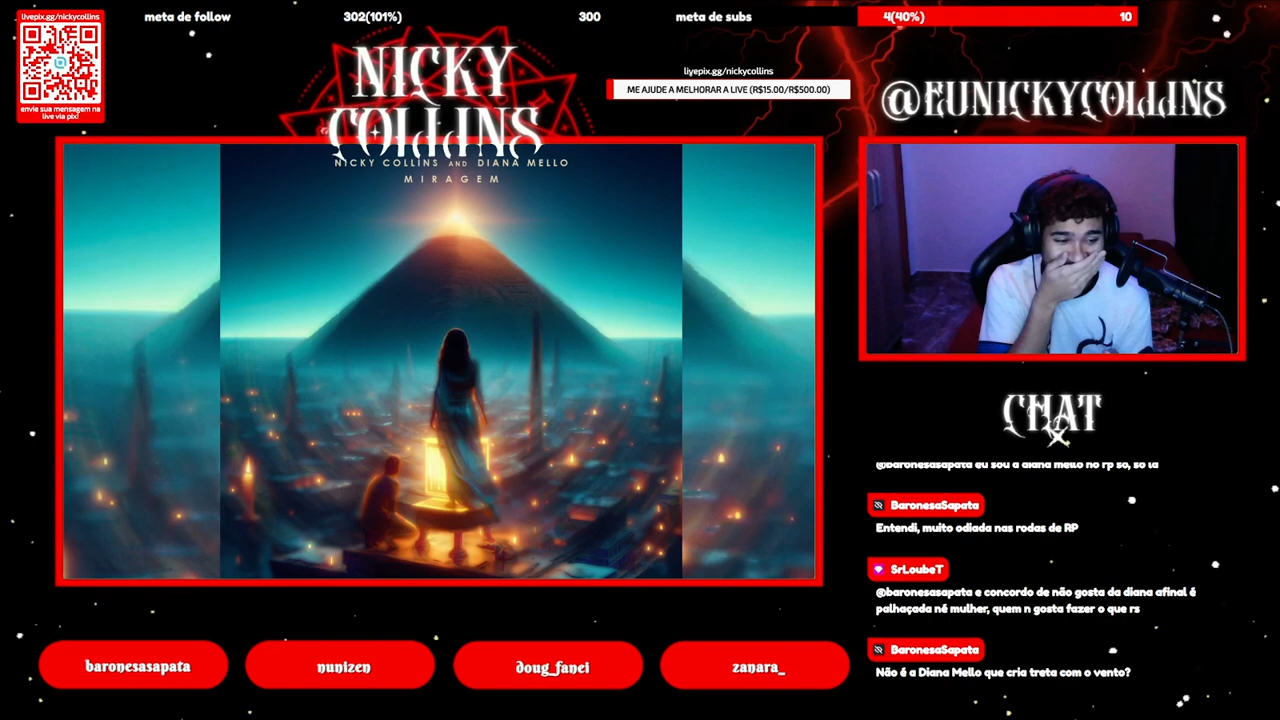 livepix.gg/nickycollins
envie sua mensagem na
live via pix!
meta de follow 302(101%) 300
meta de subs 4(40%) 10
NICKY
COLLINS
livepix.gg/nickycollins
ME AJUDE A MELHORAR A LIVE (R$15.00/R$500.00)
@EUNICKYCOLLINS
NICKY COLLINS AND DIANA MELLO
MIRAGEM
CHAT
@baronesasapata eu sou a diana mello no rp só, só la
BaronesaSapata
Entendi, muito odiada nas rodas de RP
SrLoubeT
@baronesasapata e concordo de não gosta da diana afinal é
palhaçada né mulher, quem n gosta fazer o que rs
BaronesaSapata
Não é a Diana Mello que cria treta com o vento?
baronesasapata
nunizen
doug_fanei
zanara_